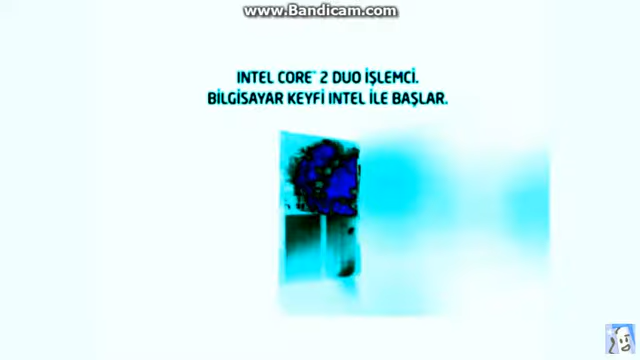 www.Bandicam.com
INTEL CORE™ 2 DUO İŞLEMCİ.
BİLGİSAYAR KEYFİ INTEL İLE BAŞLAR.